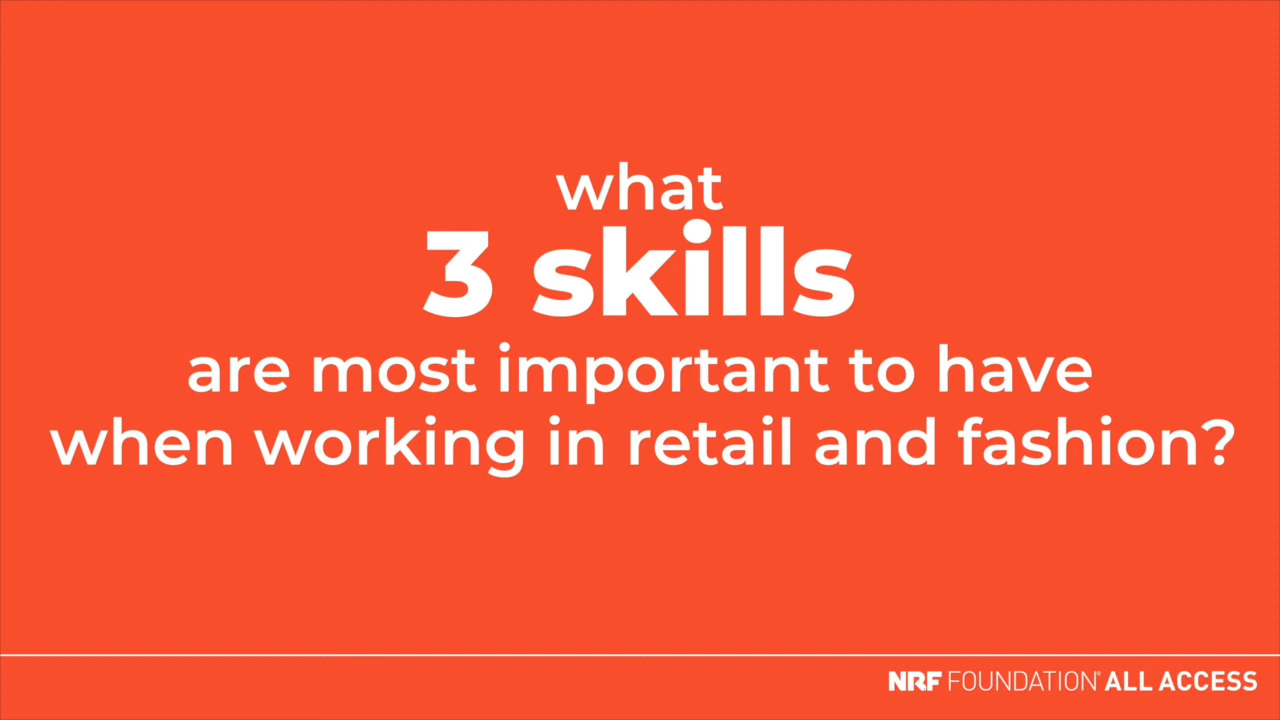 what
3 skills
are most important to have
when working in retail and fashion?
NRF FOUNDATION® ALL ACCESS